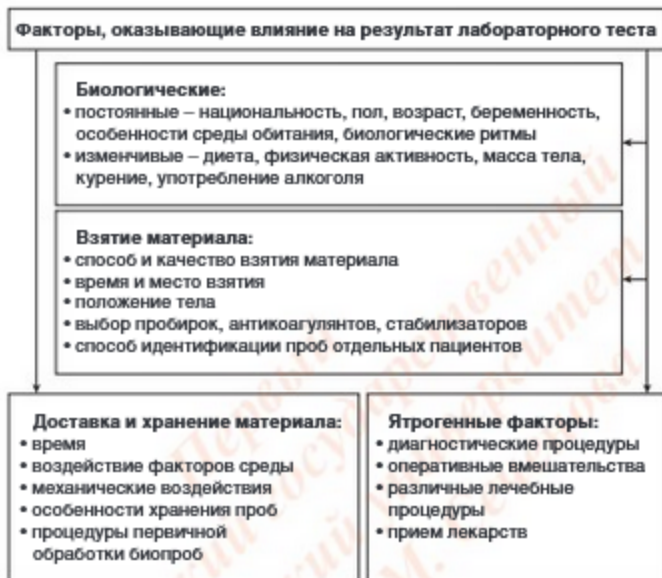 Факторы, оказывающие влияние на результат лабораторного теста
Биологические:
• постоянные – национальность, пол, возраст, беременность,
особенности среды обитания, биологические ритмы
• изменчивые – диета, физическая активность, масса тела,
курение, употребление алкоголя
Взятие материала:
• способ и качество взятия материала
• время и место взятия
• положение тела
• выбор пробирок, антикоагулянтов, стабилизаторов
• способ идентификации проб отдельных пациентов
Доставка и хранение материала:
• время
• воздействие факторов среды
• механические воздействия
• особенности хранения проб
• процедуры первичной
обработки биопроб
Ятрогенные факторы:
• диагностические процедуры
• оперативные вмешательства
• различные лечебные
процедуры
• прием лекарств
Первый
государственный
университет